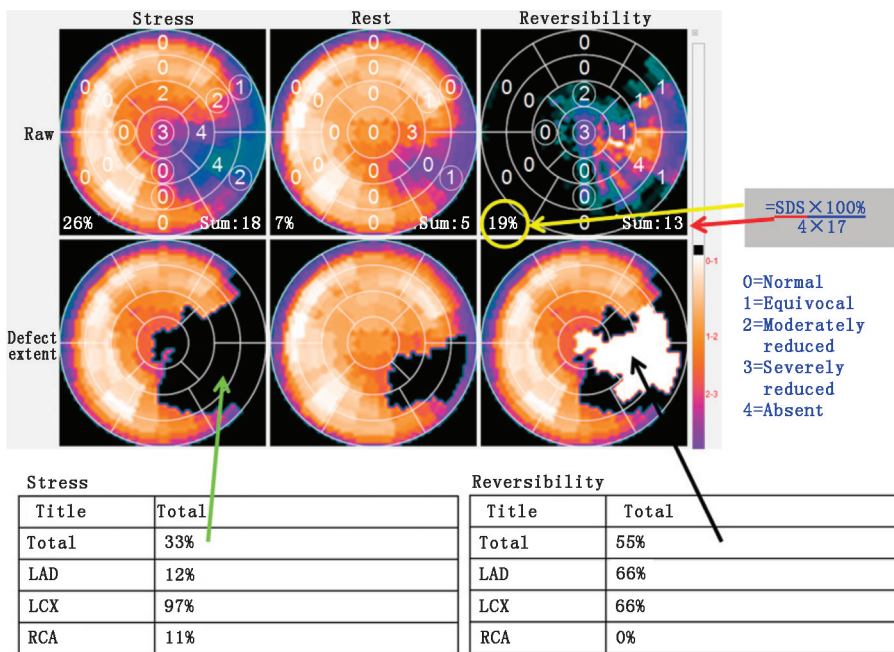 Stress Rest Reversibility
Raw
0 0 0
0 0 0
0 1 0 0 0 1
2 0 2
0 2 0 1 0 2
0 3 4 0 0 3 0 3 1
0 4 0 0 0 4
0 0 0
0 2 0 1 0 1
0 0 0
26% 0 Sum:18 7% 0 Sum:5 19% 0 Sum:13
=SDS×100%
4×17
Defect
extent
0-1
1-2
2-3
0=Normal
1=Equivocal
2=Moderately
reduced
3=Severely
reduced
4=Absent
Stress
Title Total
Total 33%
LAD 12%
LCX 97%
RCA 11%
Reversibility
Title Total
Total 55%
LAD 66%
LCX 66%
RCA 0%